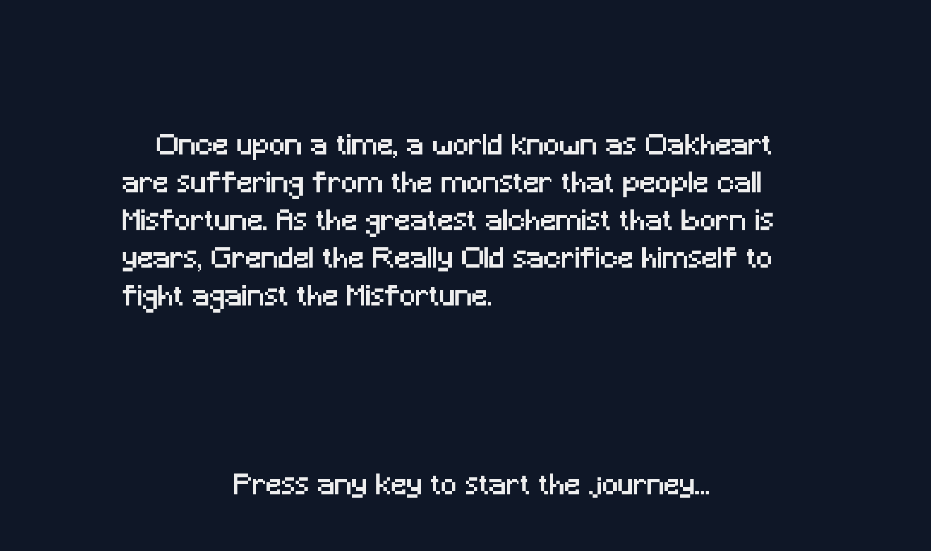 Once upon a time, a world known as Oakheart
are suffering from the monster that people call
Misfortune. As the greatest alchemist that born is
years, Grendel the Really Old sacrifice himself to
fight against the Misfortune.
Press any key to start the journey...